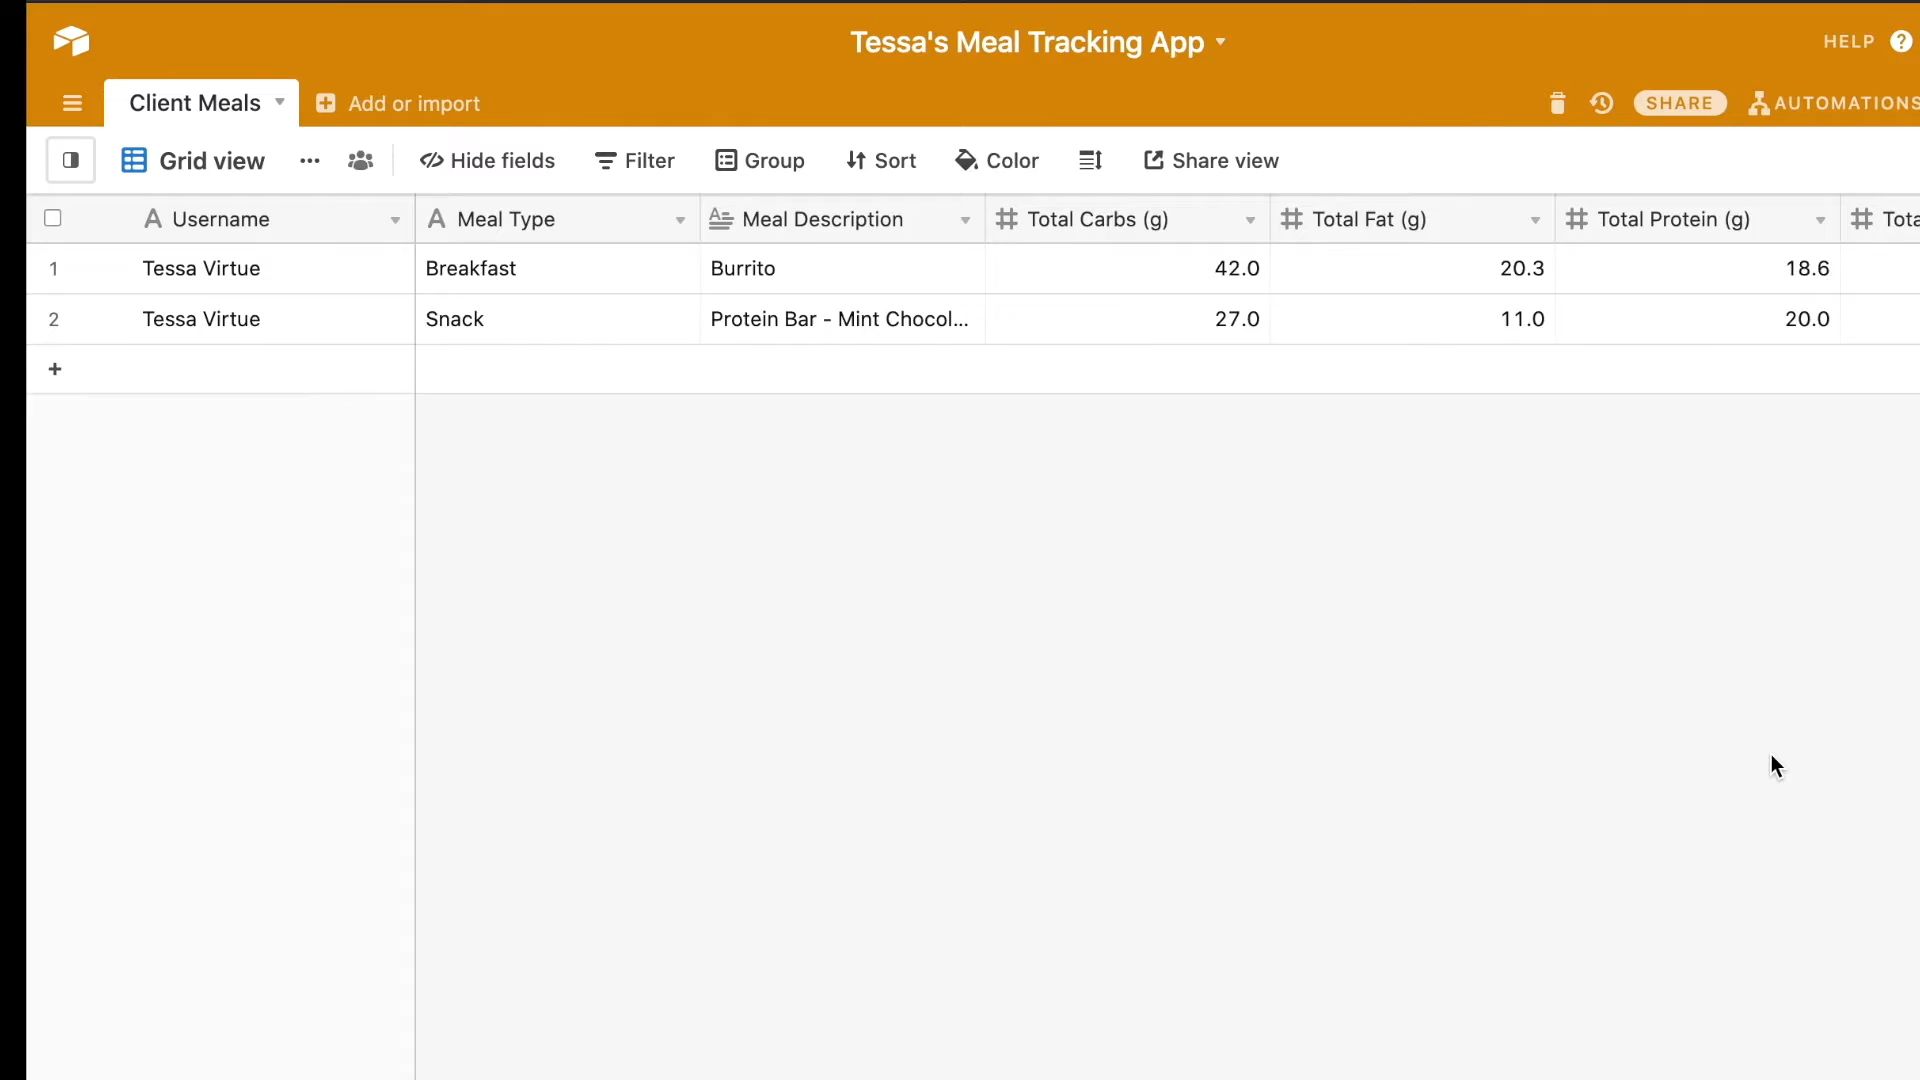 Tessa's Meal Tracking App
HELP
Client Meals
Add or import
SHARE
AUTOMATIONS
Grid view
Hide fields
Filter
Group
Sort
Color
Share view
Username Meal Type Meal Description Total Carbs (g) Total Fat (g) Total Protein (g)
1 Tessa Virtue Breakfast Burrito 42.0 20.3 18.6
2 Tessa Virtue Snack Protein Bar - Mint Chocol... 27.0 11.0 20.0